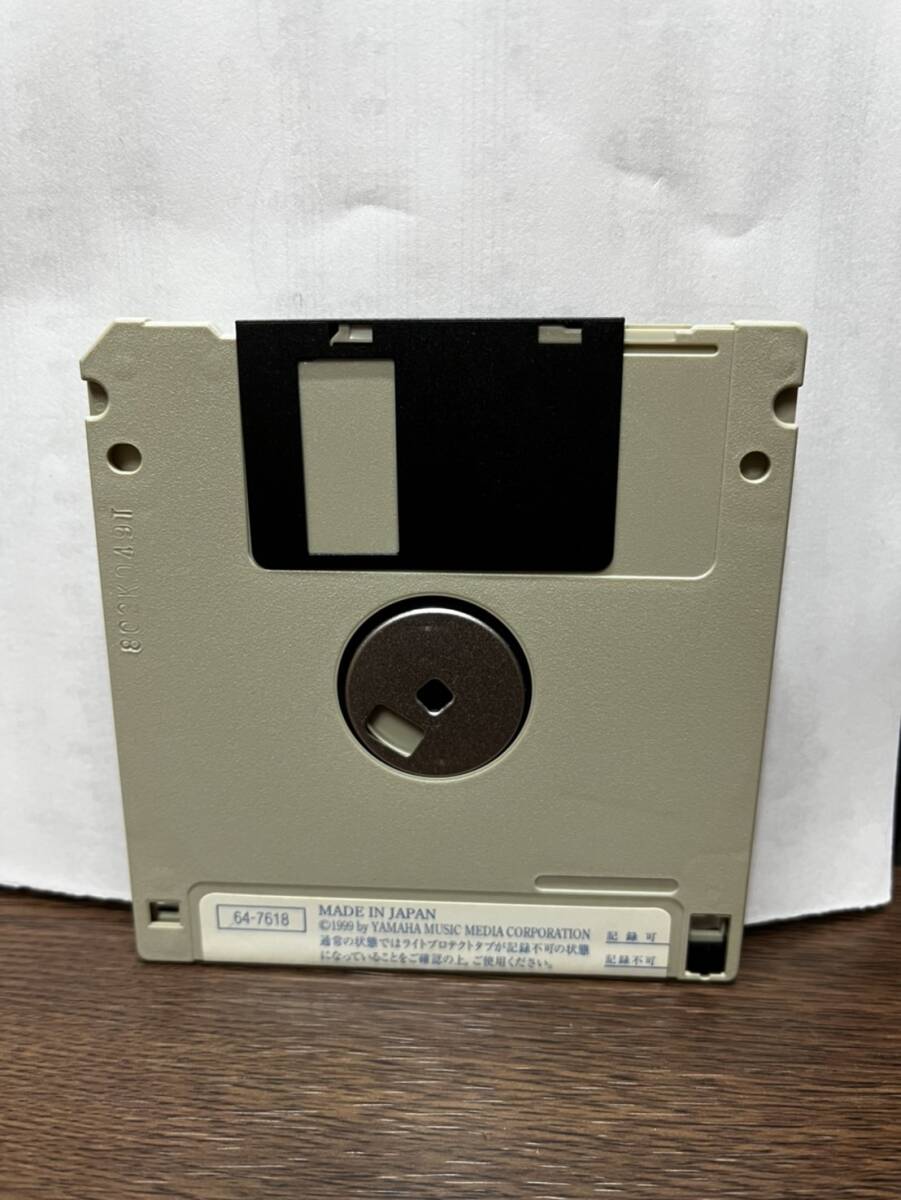 803K049I
64-7618
MADE IN JAPAN
©1999 by YAMAHA MUSIC MEDIA CORPORATION
通常の状態ではライトプロテクトタブが記録不可の状態
になっていることをご確認の上、ご使用ください。
記録可
記録不可